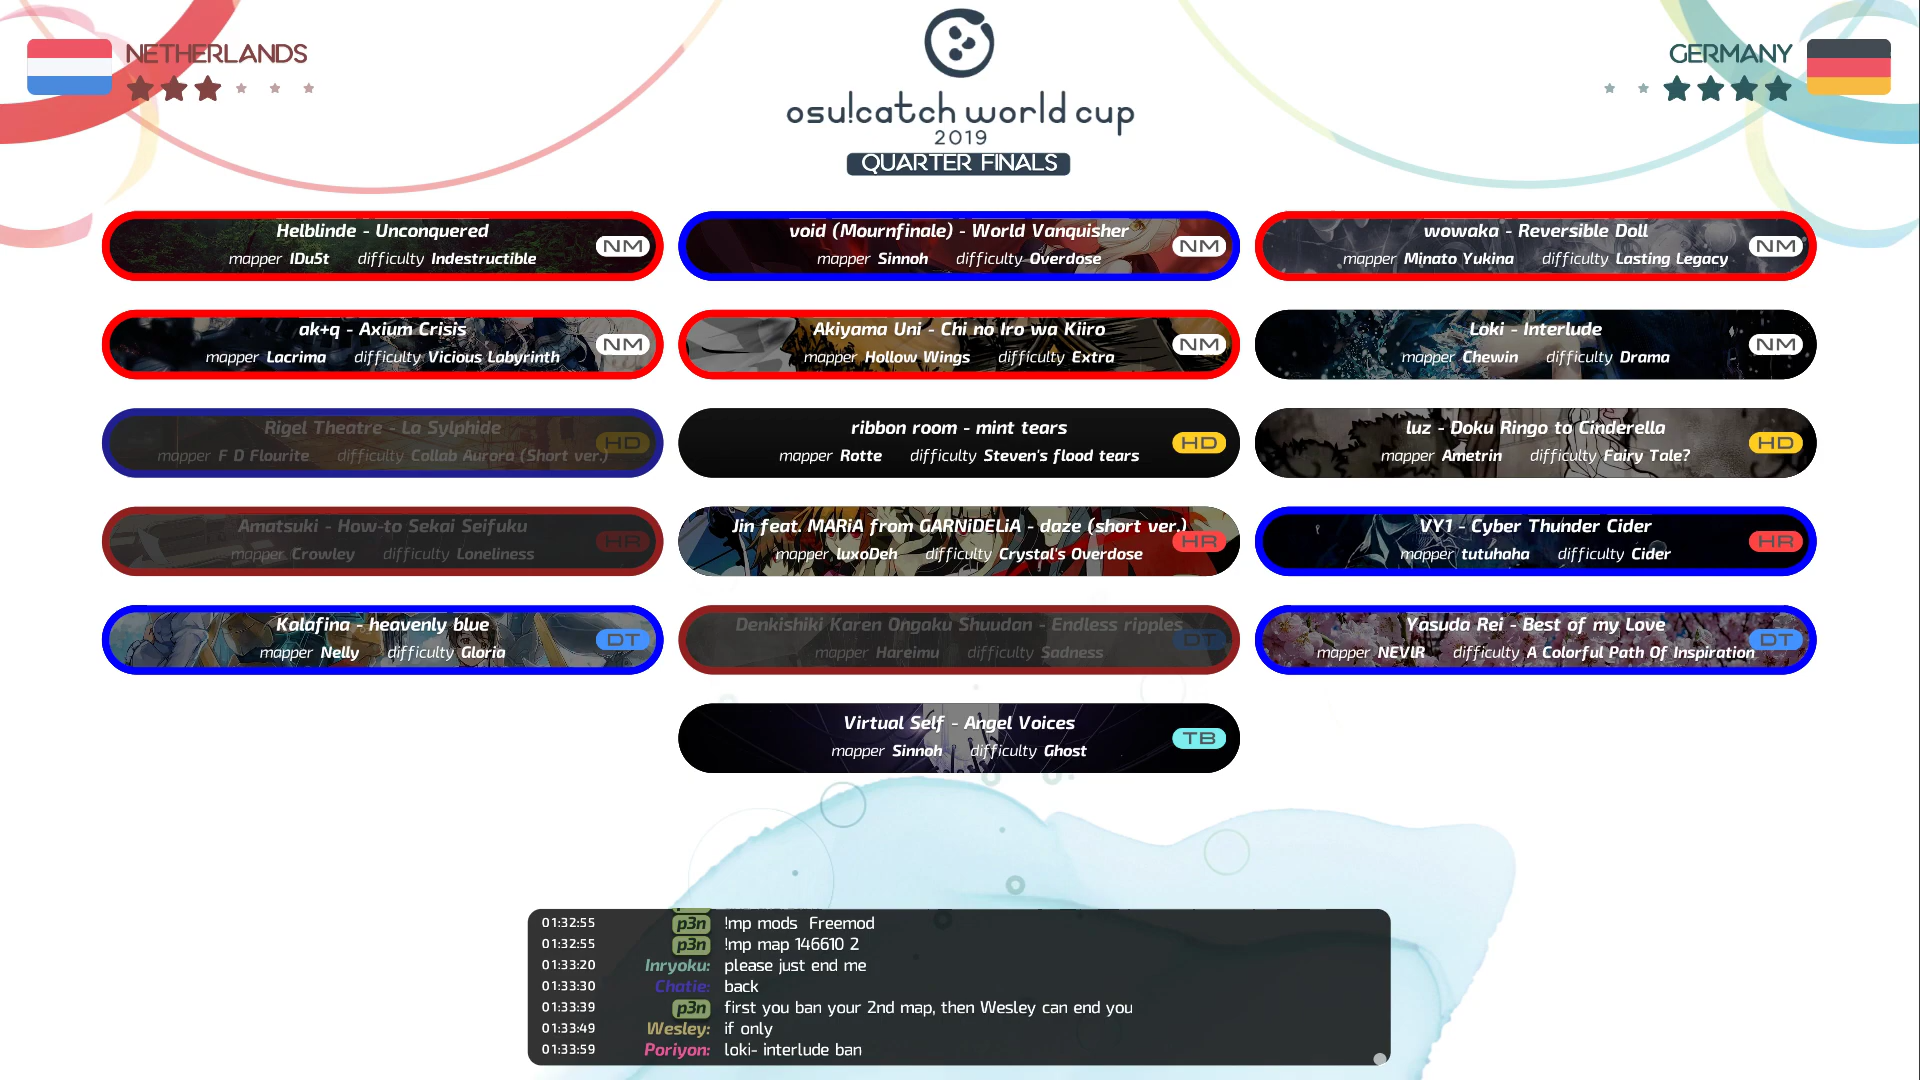 NETHERLANDS
GERMANY
osu!catch world cup
2019
QUARTER FINALS
Helblinde - Unconquered
mapper IDu5t difficulty Indestructible
NM
void (Mournfinale) - World Vanquisher
mapper Sinnoh difficulty Overdose
NM
wowaka - Reversible Doll
mapper Minato Yukina difficulty Lasting Legacy
NM
ak+q - Axium Crisis
mapper Lacrima difficulty Vicious Labyrinth
NM
Akiyama Uni - Chi no Iro wa Kiiro
mapper Hollow Wings difficulty Extra
NM
Loki - Interlude
mapper Chewin difficulty Drama
NM
Rigel Theatre - La Sylphide
mapper F D Flourite difficulty Collab Aurora (Short ver.)
HD
ribbon room - mint tears
mapper Rotte difficulty Steven's flood tears
HD
luz - Doku Ringo to Cinderella
mapper Ametrin difficulty Fairy Tale?
HD
Amatsuki - How-to Sekai Seifuku
mapper Crowley difficulty Loneliness
HR
Jin feat. MARiA from GARNiDELiA - daze (short ver.)
mapper luxoDeh difficulty Crystal's Overdose
HR
VY1 - Cyber Thunder Cider
mapper tutuhaha difficulty Cider
HR
Kalafina - heavenly blue
mapper Nelly difficulty Gloria
DT
Denkishiki Karen Ongaku Shuudan - Endless ripples
mapper Hareimu difficulty Sadness
DT
Yasuda Rei - Best of my Love
mapper NEVIR difficulty A Colorful Path Of Inspiration
DT
Virtual Self - Angel Voices
mapper Sinnoh difficulty Ghost
TB
01:32:55 p3n !mp mods Freemod
01:32:55 p3n !mp map 146610 2
01:33:20 Inryoku: please just end me
01:33:30 Chatie: back
01:33:39 p3n first you ban your 2nd map, then Wesley can end you
01:33:49 Wesley: if only
01:33:59 Poriyon: loki- interlude ban